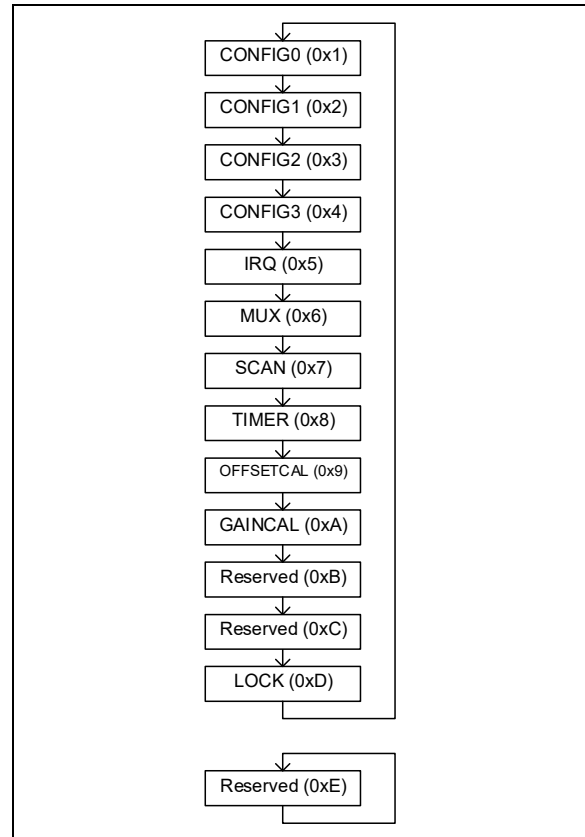 CONFIG0 (0x1)
CONFIG1 (0x2)
CONFIG2 (0x3)
CONFIG3 (0x4)
IRQ (0x5)
MUX (0x6)
SCAN (0x7)
TIMER (0x8)
OFFSETCAL (0x9)
GAINCAL (0xA)
Reserved (0xB)
Reserved (0xC)
LOCK (0xD)
Reserved (0xE)